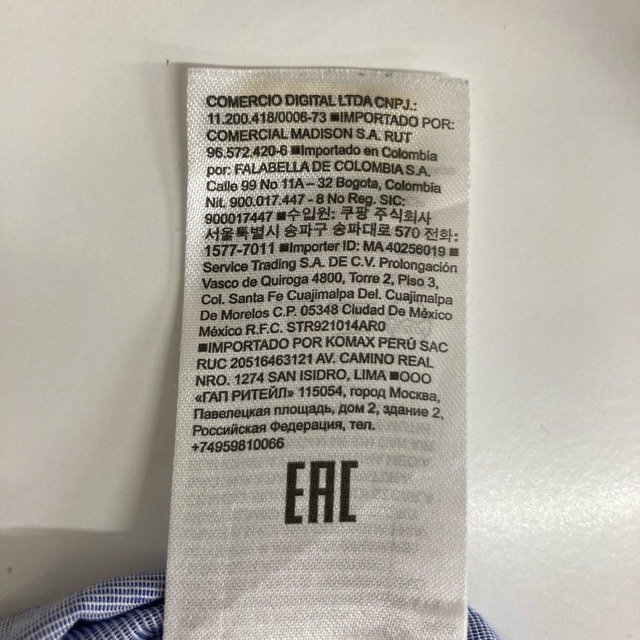 COMERCIO DIGITAL LTDA CNPJ.:
11.200.418/0006-73 ■IMPORTADO POR:
COMERCIAL MADISON S.A. RUT
96.572.420-6 ■Importado en Colombia
por: FALABELLA DE COLOMBIA S.A.
Calle 99 No 11A – 32 Bogota, Colombia
Nit. 900.017.447 - 8 No Reg. SIC:
900017447 ■수입원: 쿠팡 주식회사
서울특별시 송파구 송파대로 570 전화:
1577-7011 ■Importer ID: MA 40256019 ■
Service Trading S.A. DE C.V. Prolongación
Vasco de Quiroga 4800, Torre 2, Piso 3,
Col. Santa Fe Cuajimalpa Del. Cuajimalpa
De Morelos C.P. 05348 Ciudad De México
México R.F.C. STR921014AR0
■IMPORTADO POR KOMAX PERÚ SAC
RUC 20516463121 AV. CAMINO REAL
NRO. 1274 SAN ISIDRO, LIMA ■ООО
«ГАП РИТЕЙЛ» 115054, город Москва,
Павелецкая площадь, дом 2, здание 2,
Российская Федерация, тел.
+74959810066
EAC